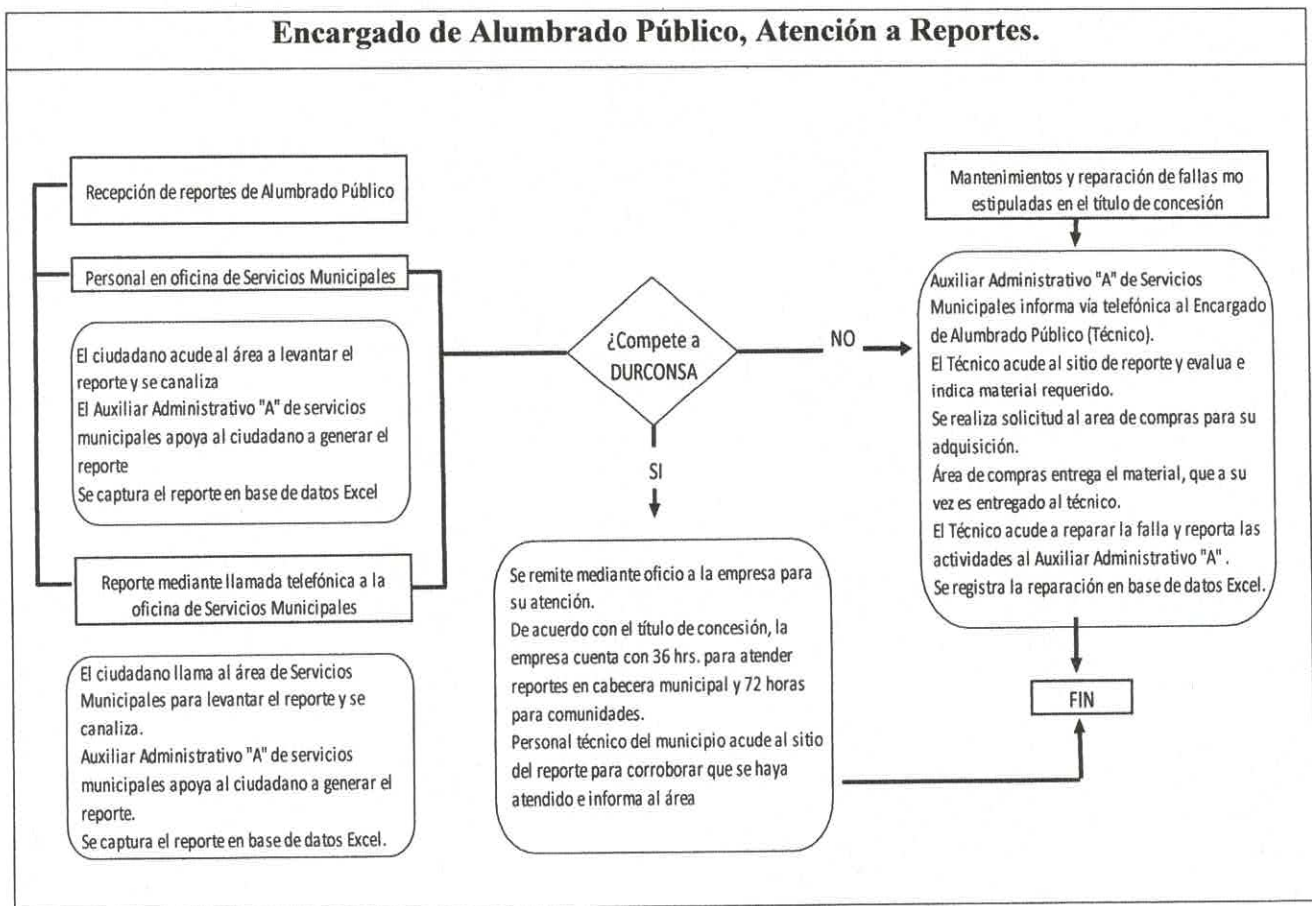 Encargado de Alumbrado Público, Atención a Reportes.
Recepción de reportes de Alumbrado Público
Personal en oficina de Servicios Municipales
El ciudadano acude al área a levantar el
reporte y se canaliza
El Auxiliar Administrativo "A" de servicios
municipales apoya al ciudadano a generar el
reporte
Se captura el reporte en base de datos Excel
Reporte mediante llamada telefónica a la
oficina de Servicios Municipales
El ciudadano llama al área de Servicios
Municipales para levantar el reporte y se
canaliza.
Auxiliar Administrativo "A" de servicios
municipales apoya al ciudadano a generar el
reporte.
Se captura el reporte en base de datos Excel.
¿Compete a
DURCONSA
NO
SI
Se remite mediante oficio a la empresa para
su atención.
De acuerdo con el título de concesión, la
empresa cuenta con 36 hrs. para atender
reportes en cabecera municipal y 72 horas
para comunidades.
Personal técnico del municipio acude al sitio
del reporte para corroborar que se haya
atendido e informa al área
Mantenimientos y reparación de fallas mo
estipuladas en el título de concesión
Auxiliar Administrativo "A" de Servicios
Municipales informa vía telefónica al Encargado
de Alumbrado Público (Técnico).
El Técnico acude al sitio de reporte y evalua e
indica material requerido.
Se realiza solicitud al area de compras para su
adquisición.
Área de compras entrega el material, que a su
vez es entregado al técnico.
El Técnico acude a reparar la falla y reporta las
actividades al Auxiliar Administrativo "A" .
Se registra la reparación en base de datos Excel.
FIN